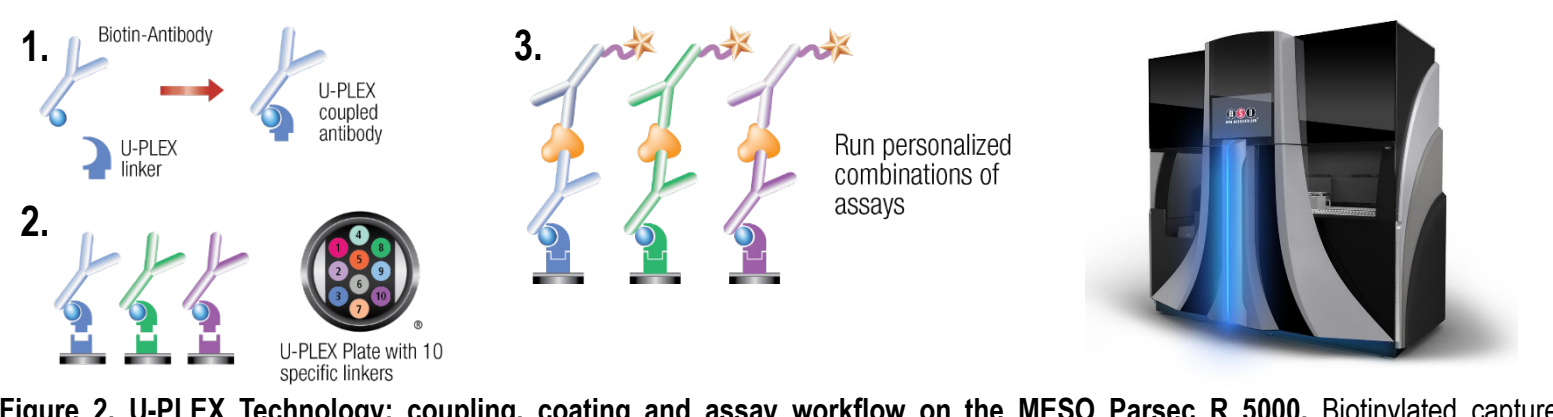 1.
Biotin-Antibody
U-PLEX
coupled
antibody
U-PLEX
linker
2.
4
1
8
5
2
9
6
3
10
7
®
U-PLEX Plate with 10
specific linkers
3.
Run personalized
combinations of
assays
MSD
Figure 2. U-PLEX Technology: coupling, coating and assay workflow on the MESO Parsec R 5000. Biotinylated capture